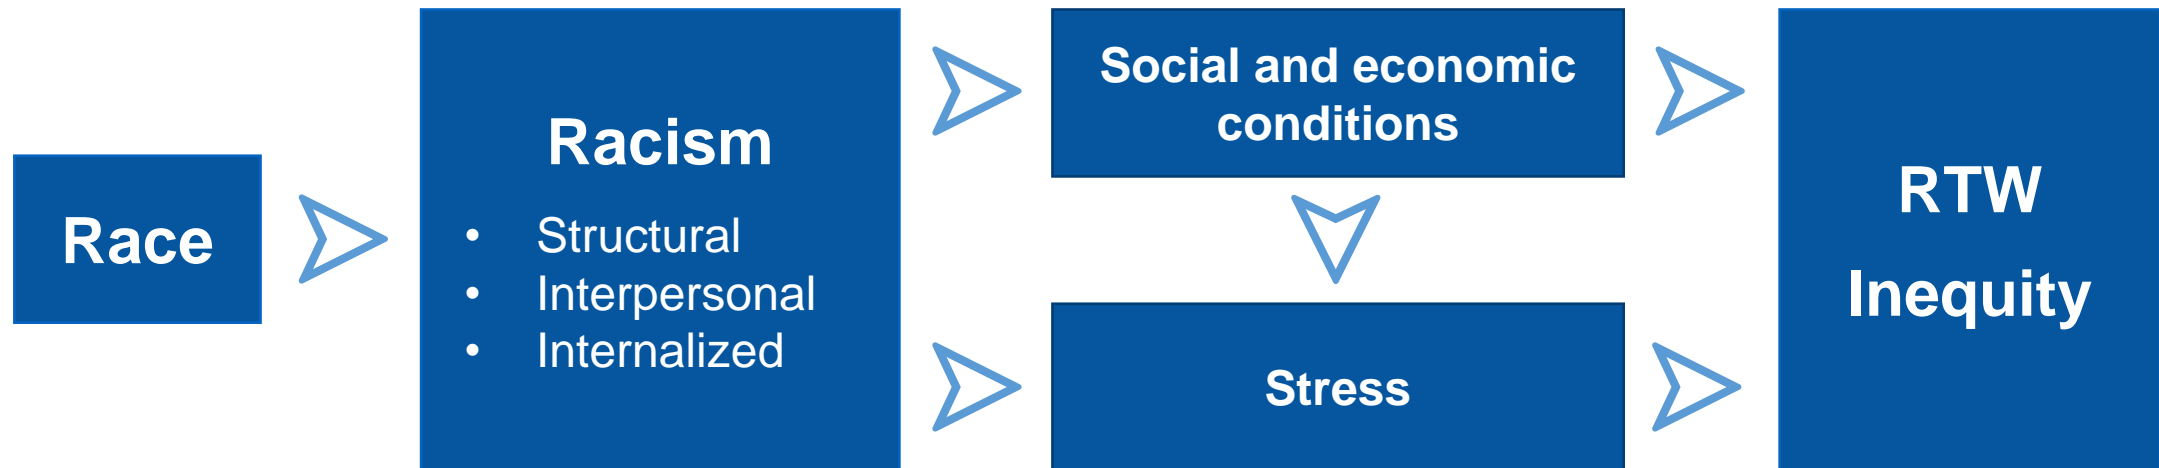 Race
Racism
• Structural
• Interpersonal
• Internalized
Social and economic
conditions
Stress
RTW
Inequity